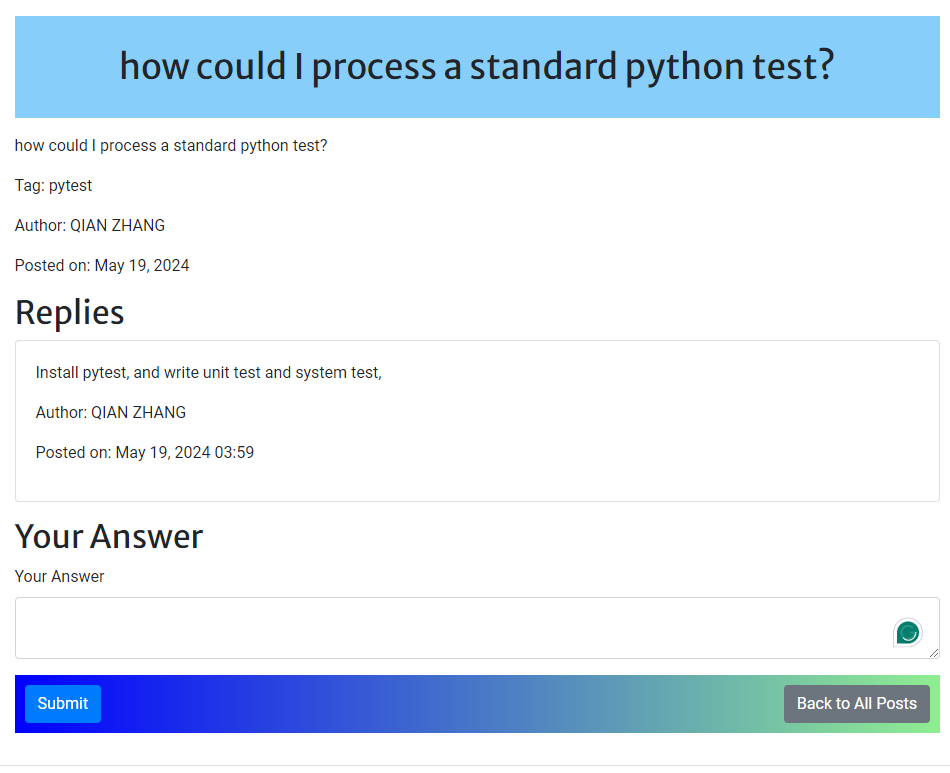 how could I process a standard python test?
how could I process a standard python test?
Tag: pytest
Author: QIAN ZHANG
Posted on: May 19, 2024
Replies
Install pytest, and write unit test and system test,
Author: QIAN ZHANG
Posted on: May 19, 2024 03:59
Your Answer
Your Answer
Submit
Back to All Posts